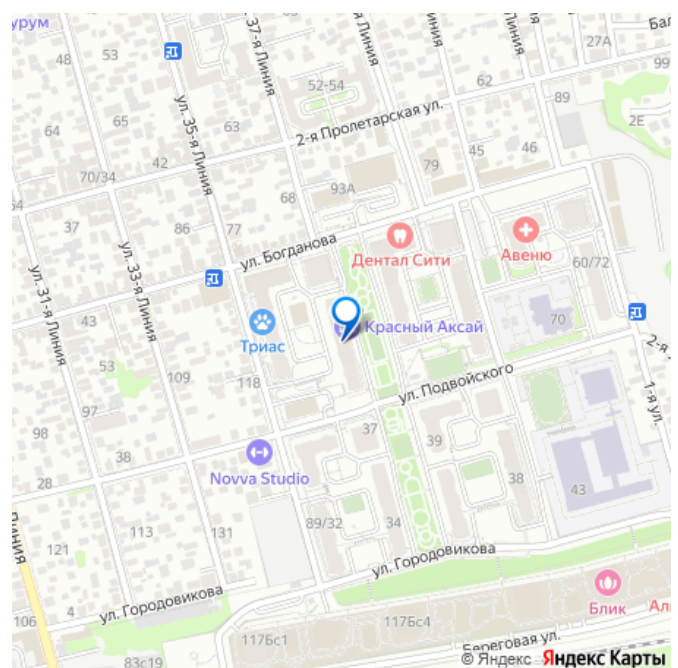 урум
48
53
37-я Линия
39-я Линия
27А
Бал
99
52-54
62
ул. 35-я Линия
64
65
63
2-я Пролетарская ул.
89
2Е
42
45
46
79
70/34
68
93А
64
37
86
77
ул. Богданова
Дентал Сити
Авеню
60/72
ул. 31-я Линия
ул. 33-я Линия
43
Триас
Красный Аксай
70
53
109
118
ул. Подвойского
2-я
1-я ул.
97
98
37
39
38
38
28
Novva Studio
43
Линия
113
131
89/32
34
121
ул. Городовикова
ул. Городовикова
4
106
Блик
Ал
117Бс1
117Бс4
Береговая ул.
83с19
© Яндекс Яндекс Карты